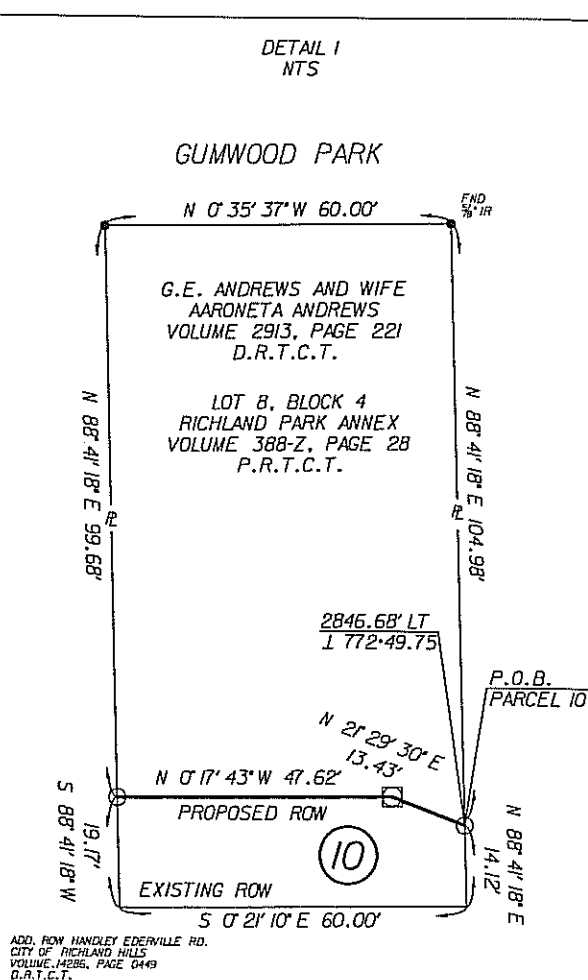 DETAIL 1
NTS
GUMWOOD PARK
N 0° 35' 37" W 60.00'
FND
5/8" IR
G.E. ANDREWS AND WIFE
AARONETA ANDREWS
VOLUME 2913, PAGE 221
D.R.T.C.T.
LOT 8, BLOCK 4
RICHLAND PARK ANNEX
VOLUME 388-Z, PAGE 28
P.R.T.C.T.
N 88° 41' 18" E 99.68'
PL
N 88° 41' 18" E 104.98'
PL
2846.68' LT
⊥ 772+49.75
P.O.B.
PARCEL 10
N 21° 29' 30" E
13.43'
N 0° 17' 43" W 47.62'
PROPOSED ROW
S 88° 41' 18" W
19.17'
10
N 88° 41' 18" E
14.12'
EXISTING ROW
S 0° 21' 10" E 60.00'
ADD. ROW HANDLEY EDERVILLE RD.
CITY OF RICHLAND HILLS
VOLUME.14286, PAGE 0449
D.R.T.C.T.